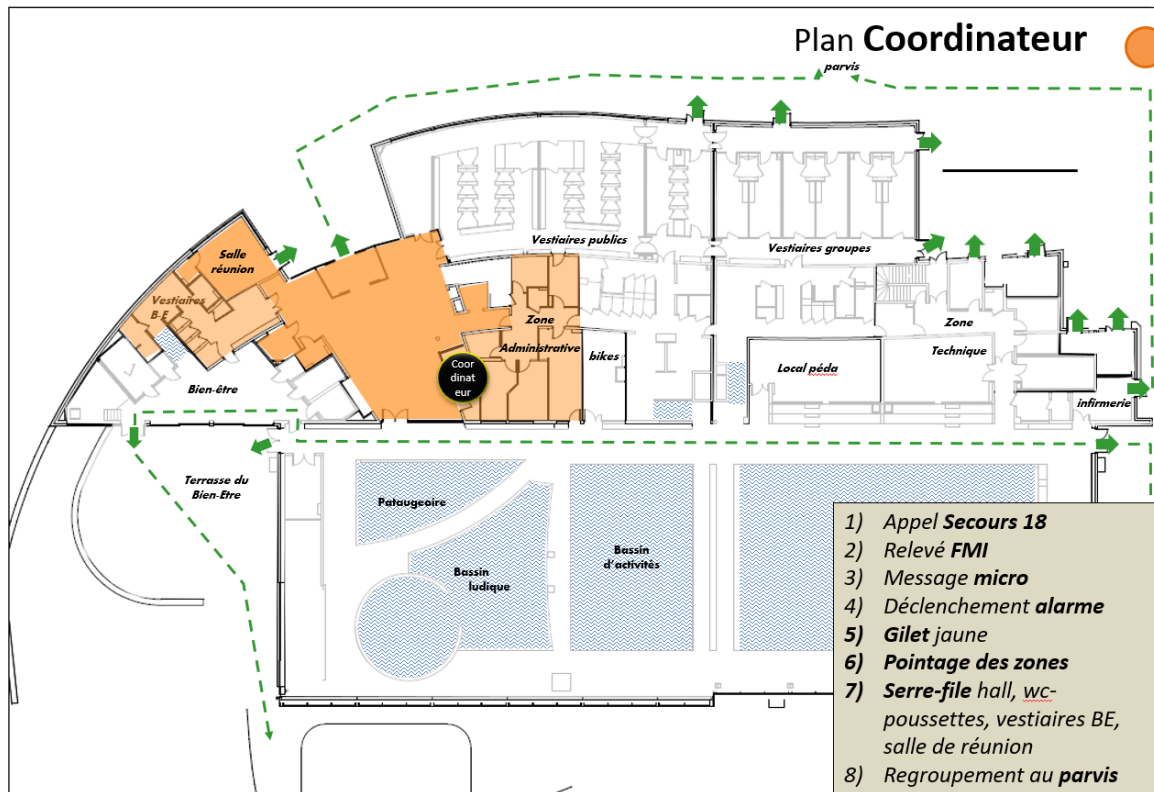 Plan Coordinateur
parvis
Vestiaires publics
Vestiaires groupes
Salle
réunion
Vestiaires
B-E
Zone
Administrative
bikes
Zone
Technique
Local péda
Coor
dinat
eur
Bien-être
infirmerie
Terrasse du
Bien-Etre
Pataugeoire
Bassin
ludique
Bassin
d'activités
1) Appel Secours 18
2) Relevé FMI
3) Message micro
4) Déclenchement alarme
5) Gilet jaune
6) Pointage des zones
7) Serre-file hall, wc-
poussettes, vestiaires BE,
salle de réunion
8) Regroupement au parvis